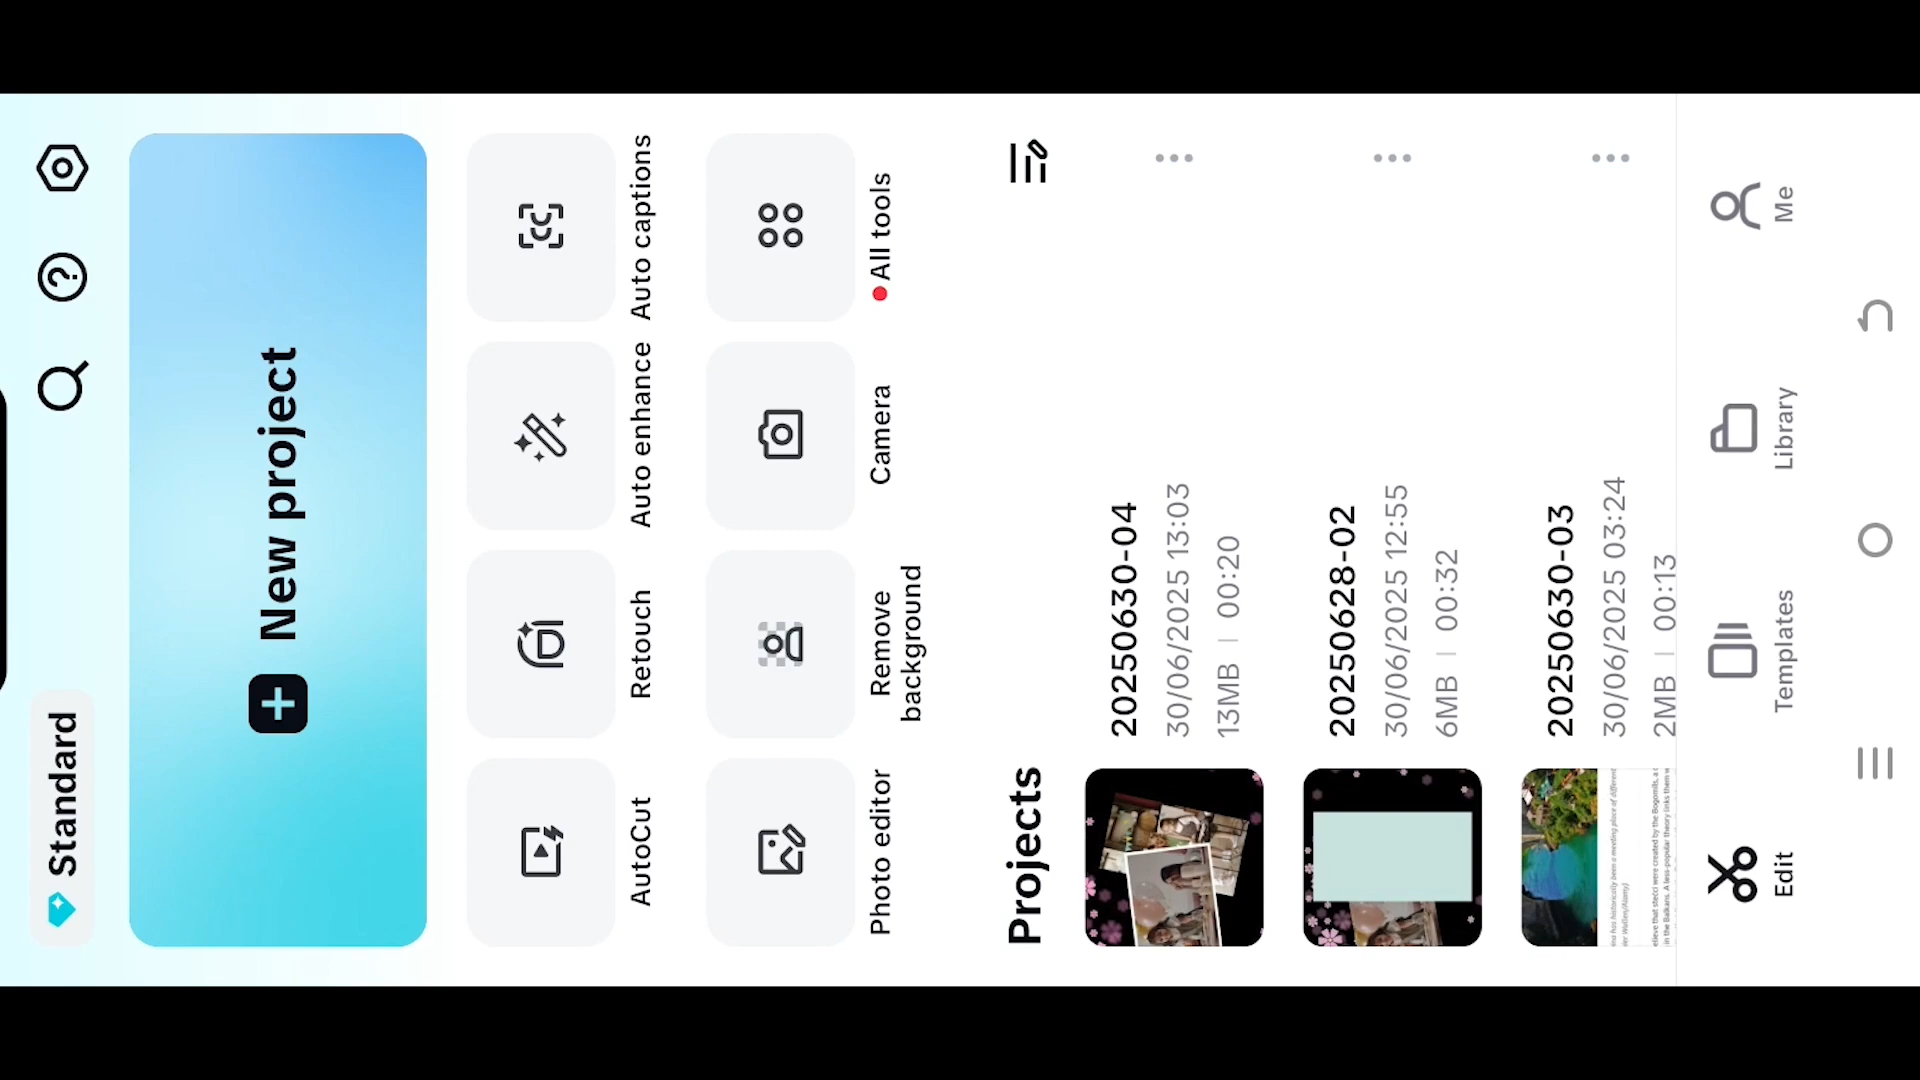 Standard
New project
AutoCut
Retouch
Auto enhance
Auto captions
Photo editor
Remove
background
Camera
All tools
Projects
20250630-04
30/06/2025 13:03
13MB | 00:20
20250628-02
30/06/2025 12:55
6MB | 00:32
20250630-03
30/06/2025 03:24
2MB | 00:13
Edit
Templates
Library
Me